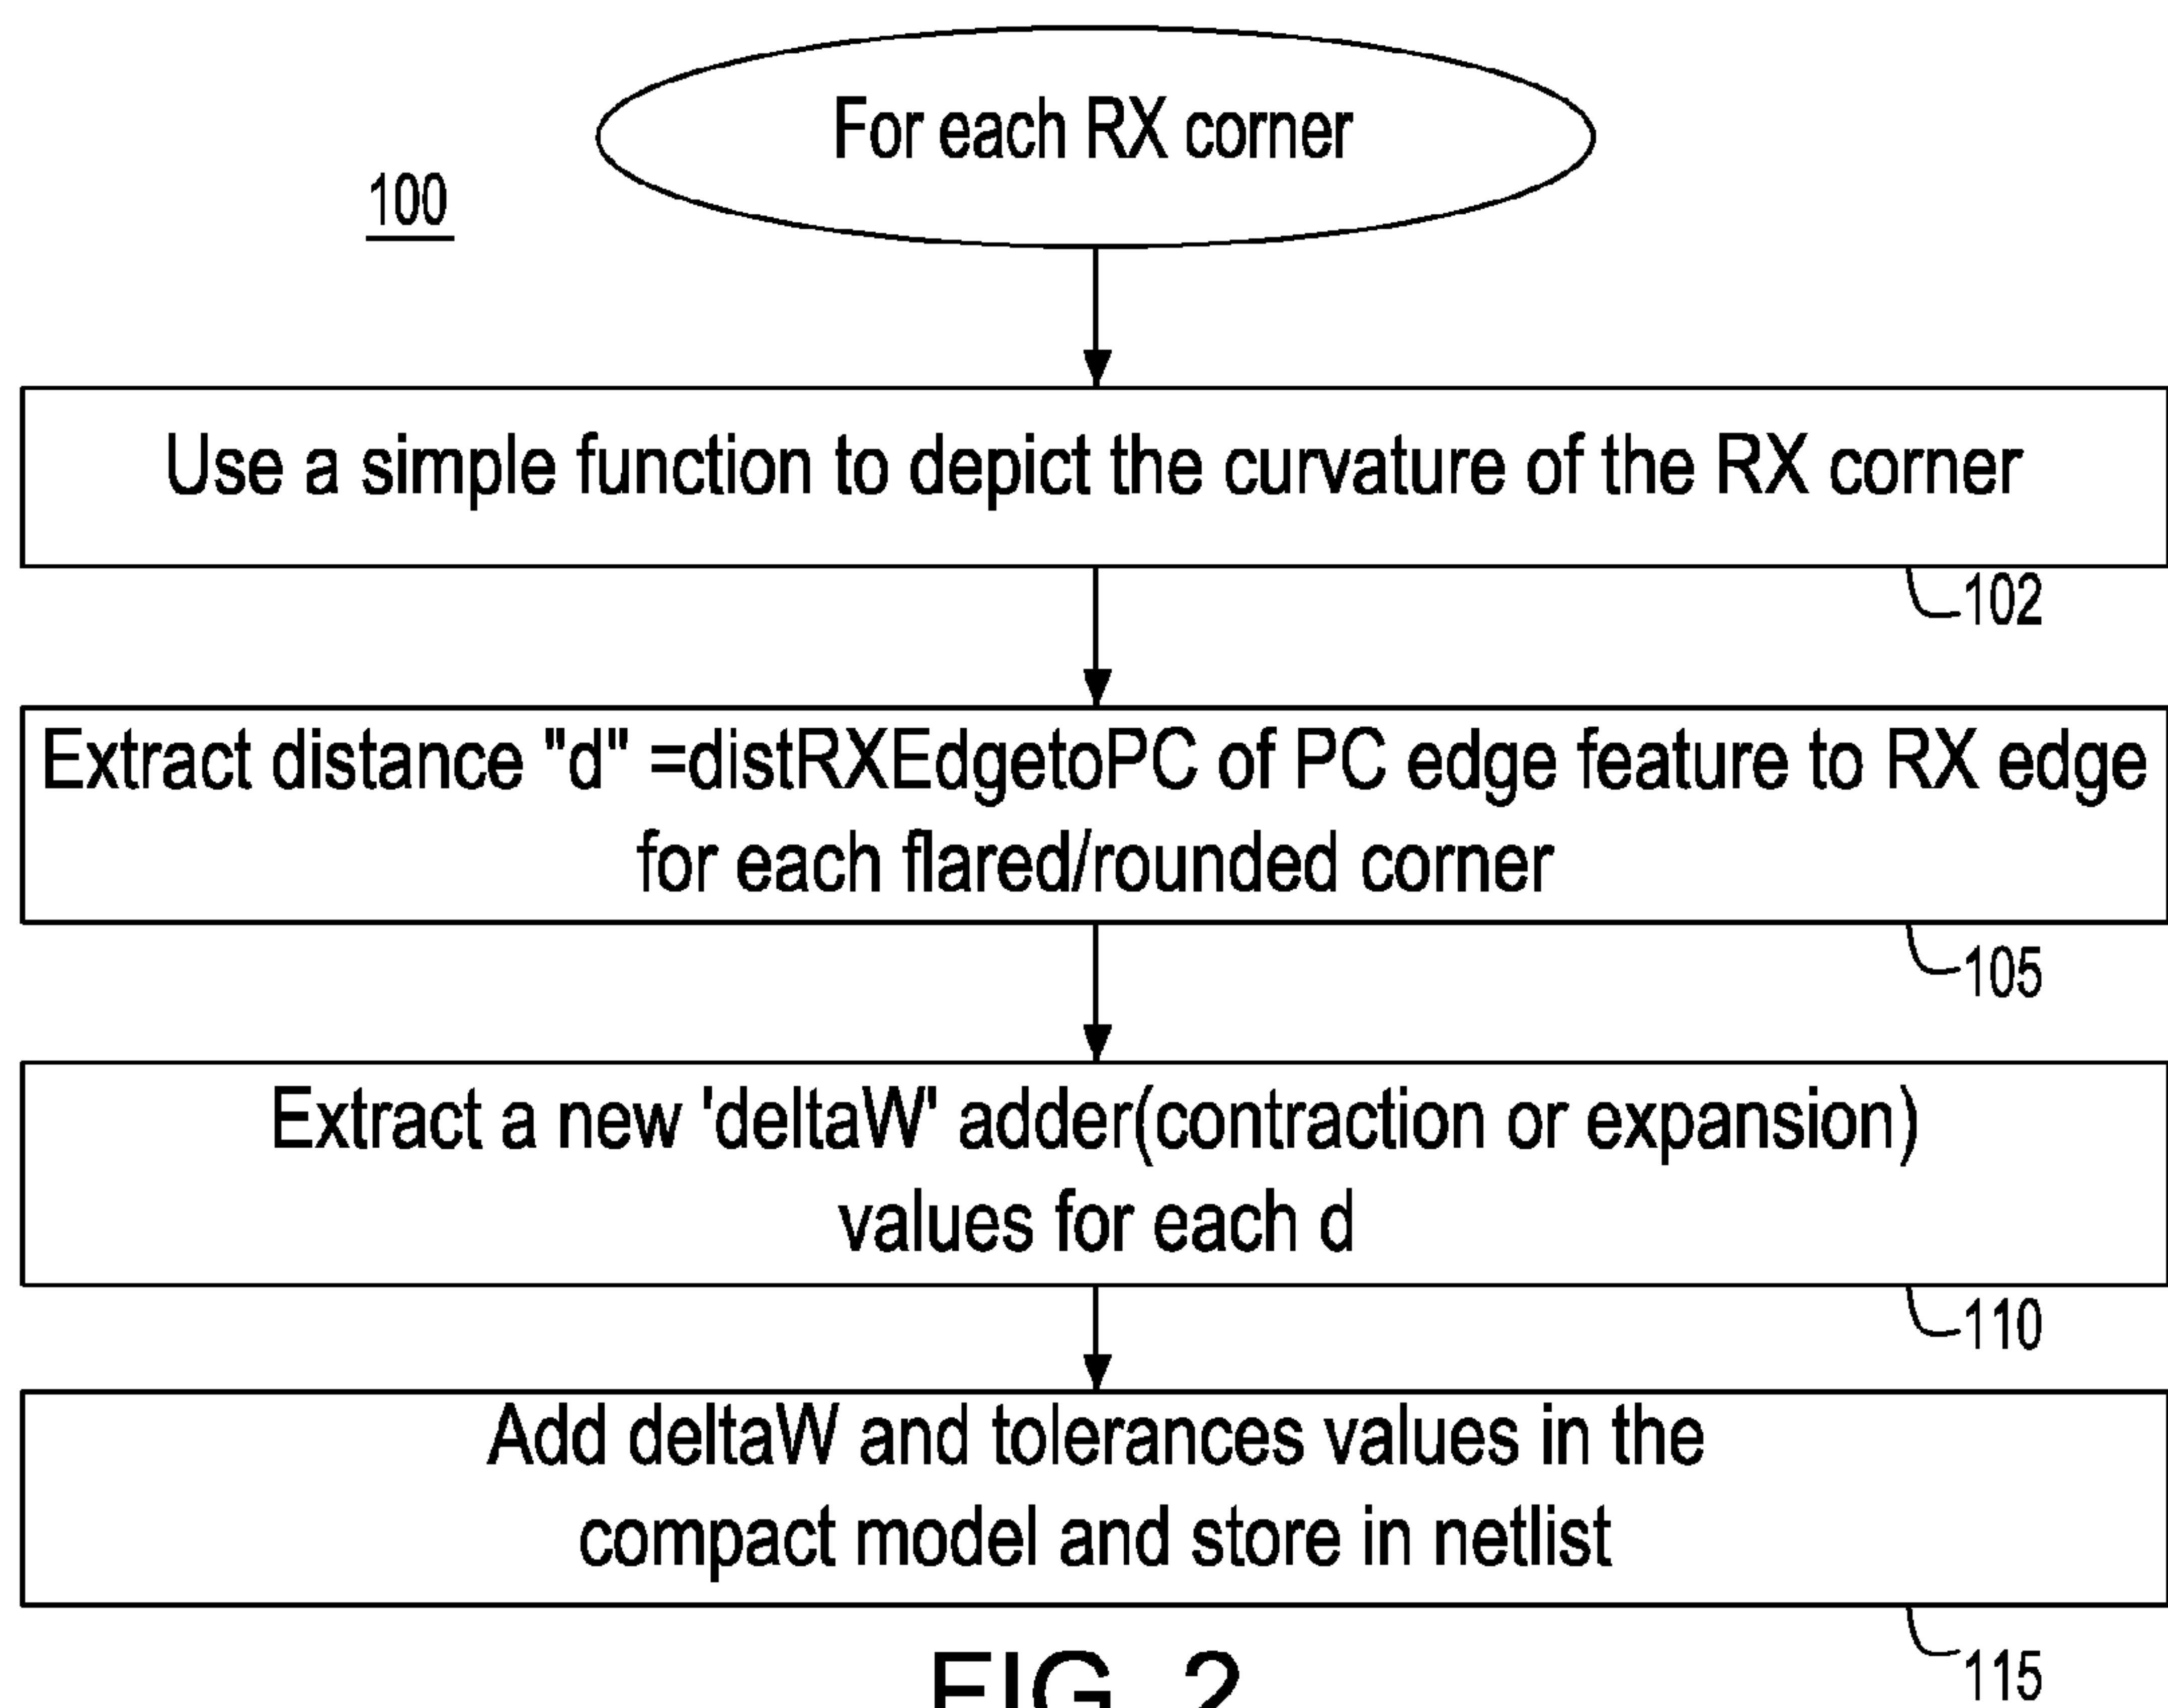 For each RX corner
100
Use a simple function to depict the curvature of the RX corner
102
Extract distance "d" =distRXEdgetoPC of PC edge feature to RX edge
for each flared/rounded corner
105
Extract a new 'deltaW' adder(contraction or expansion)
values for each d
110
Add deltaW and tolerances values in the
compact model and store in netlist
115
FIG. 2